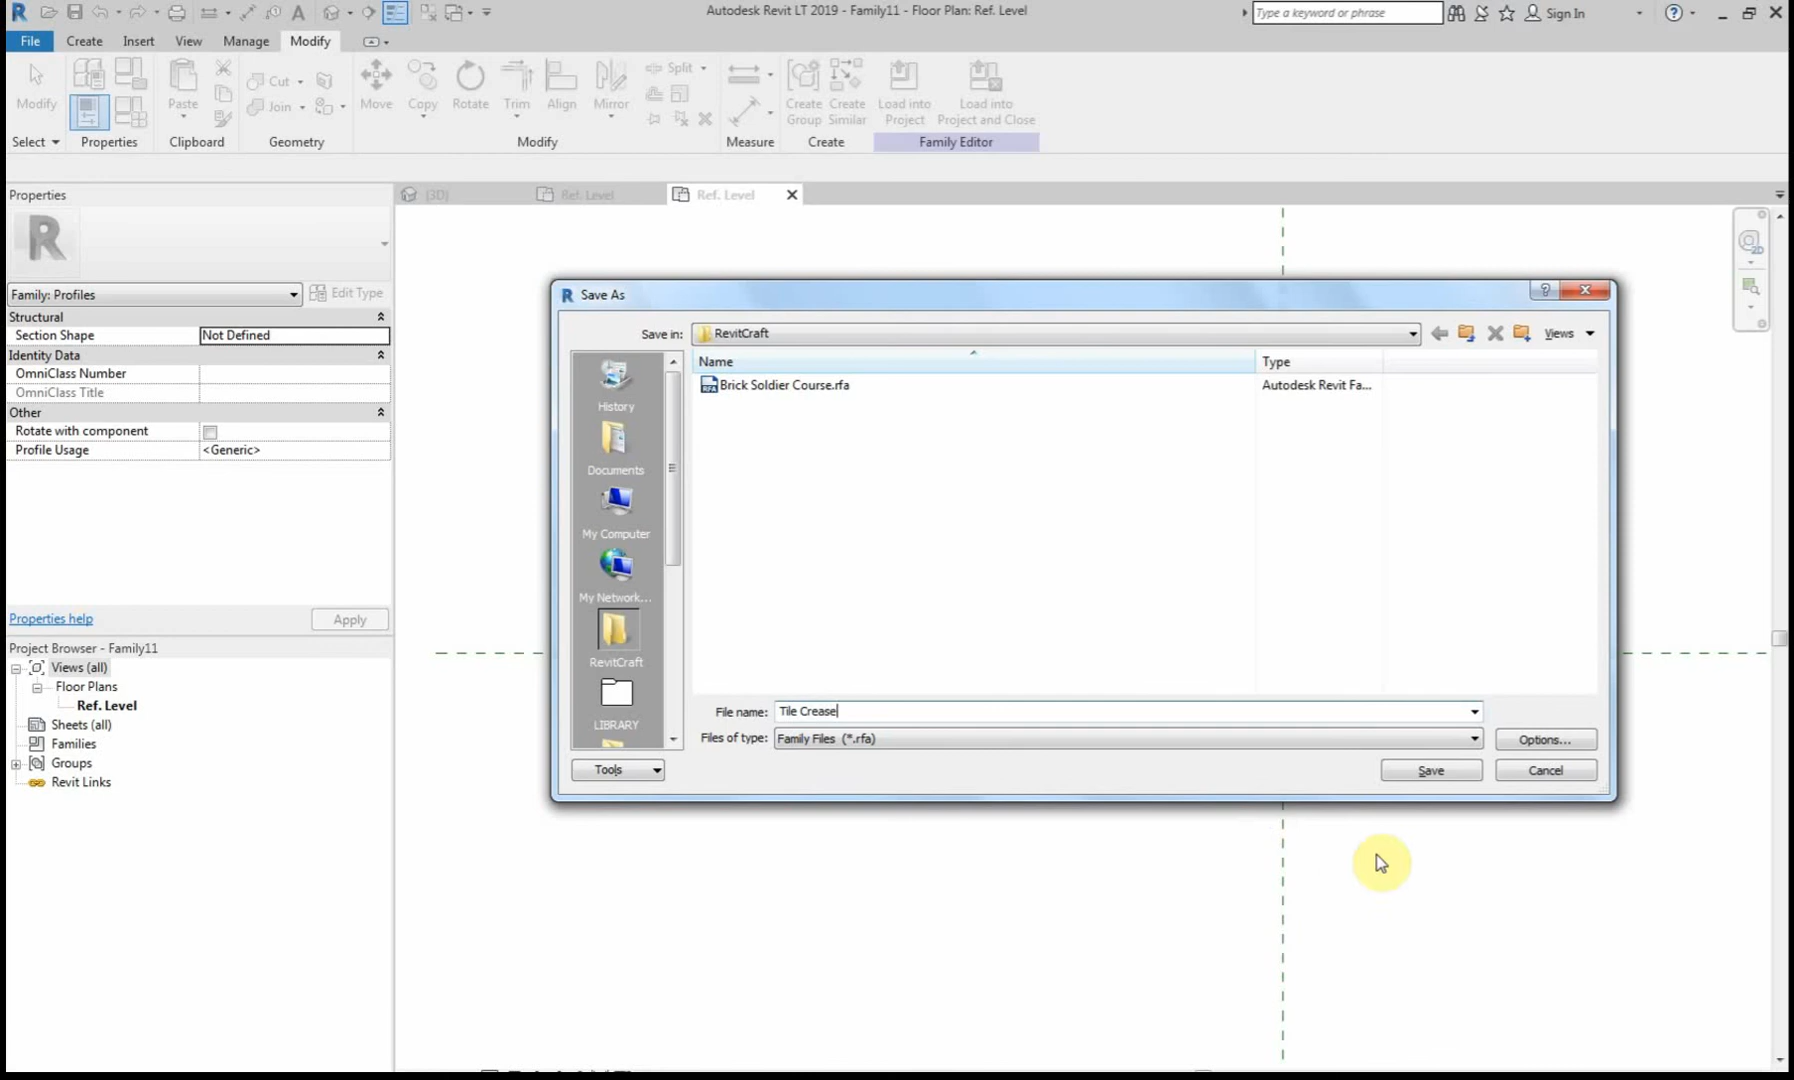 Autodesk Revit LT 2019 - Family11 - Floor Plan: Ref. Level
Type a keyword or phrase
Sign In
File Create Insert View Manage Modify
Modify
Paste
Cut
Join
Move
Copy
Rotate
Trim
Align
Mirror
Split
Create Group
Create Similar
Load into Project
Load into Project and Close
Select Properties Clipboard Geometry Modify Measure Create Family Editor
Properties
R
Family: Profiles
Edit Type
Structural
Section Shape Not Defined
Identity Data
OmniClass Number
OmniClass Title
Other
Rotate with component
Profile Usage <Generic>
Properties help
Apply
Project Browser - Family11
Views (all)
Floor Plans
Ref. Level
Sheets (all)
Families
Groups
Revit Links
{3D}
Ref. Level
Ref. Level
2D
Save As
Save in: RevitCraft
Views
Name Type
Brick Soldier Course.rfa Autodesk Revit Fa...
History
Documents
My Computer
My Network...
RevitCraft
LIBRARY
File name: Tile Crease
Files of type: Family Files (*.rfa)
Options...
Tools
Save
Cancel